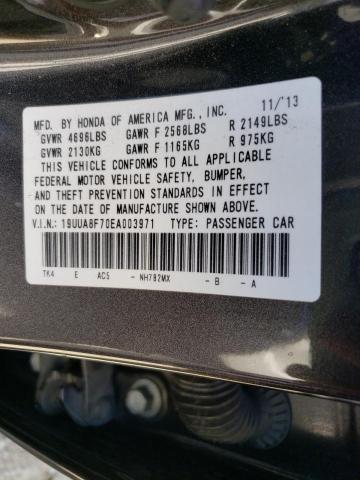 MFD. BY HONDA OF AMERICA MFG., INC. 11/'13
GVWR 4696LBS GAWR F 2568LBS R 2149LBS
GVWR 2130KG GAWR F 1165KG R 975KG
THIS VEHICLE CONFORMS TO ALL APPLICABLE
FEDERAL MOTOR VEHICLE SAFETY, BUMPER,
AND THEFT PREVENTION STANDARDS IN EFFECT
ON THE DATE OF MANUFACTURE SHOWN ABOVE.
V.I.N.: 19UUA8F70EA003971 TYPE: PASSENGER CAR
TK4 E AC5 - NH782MX - B - A